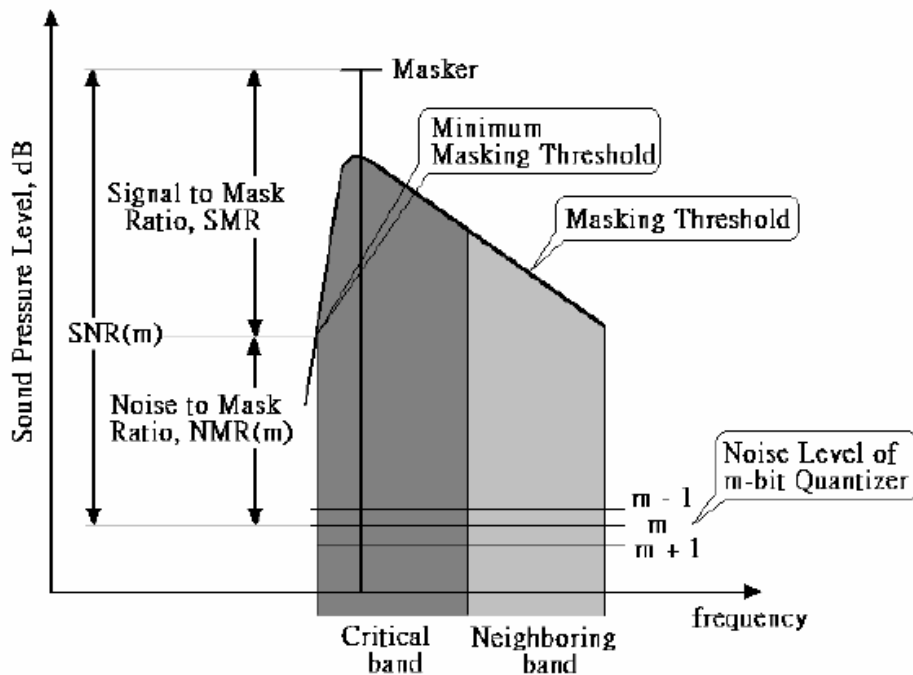 Sound Pressure Level, dB
Masker
Minimum
Masking Threshold
Signal to Mask
Ratio, SMR
Masking Threshold
SNR(m)
Noise to Mask
Ratio, NMR(m)
Noise Level of
m-bit Quantizer
m - 1
m
m + 1
frequency
Critical
band
Neighboring
band